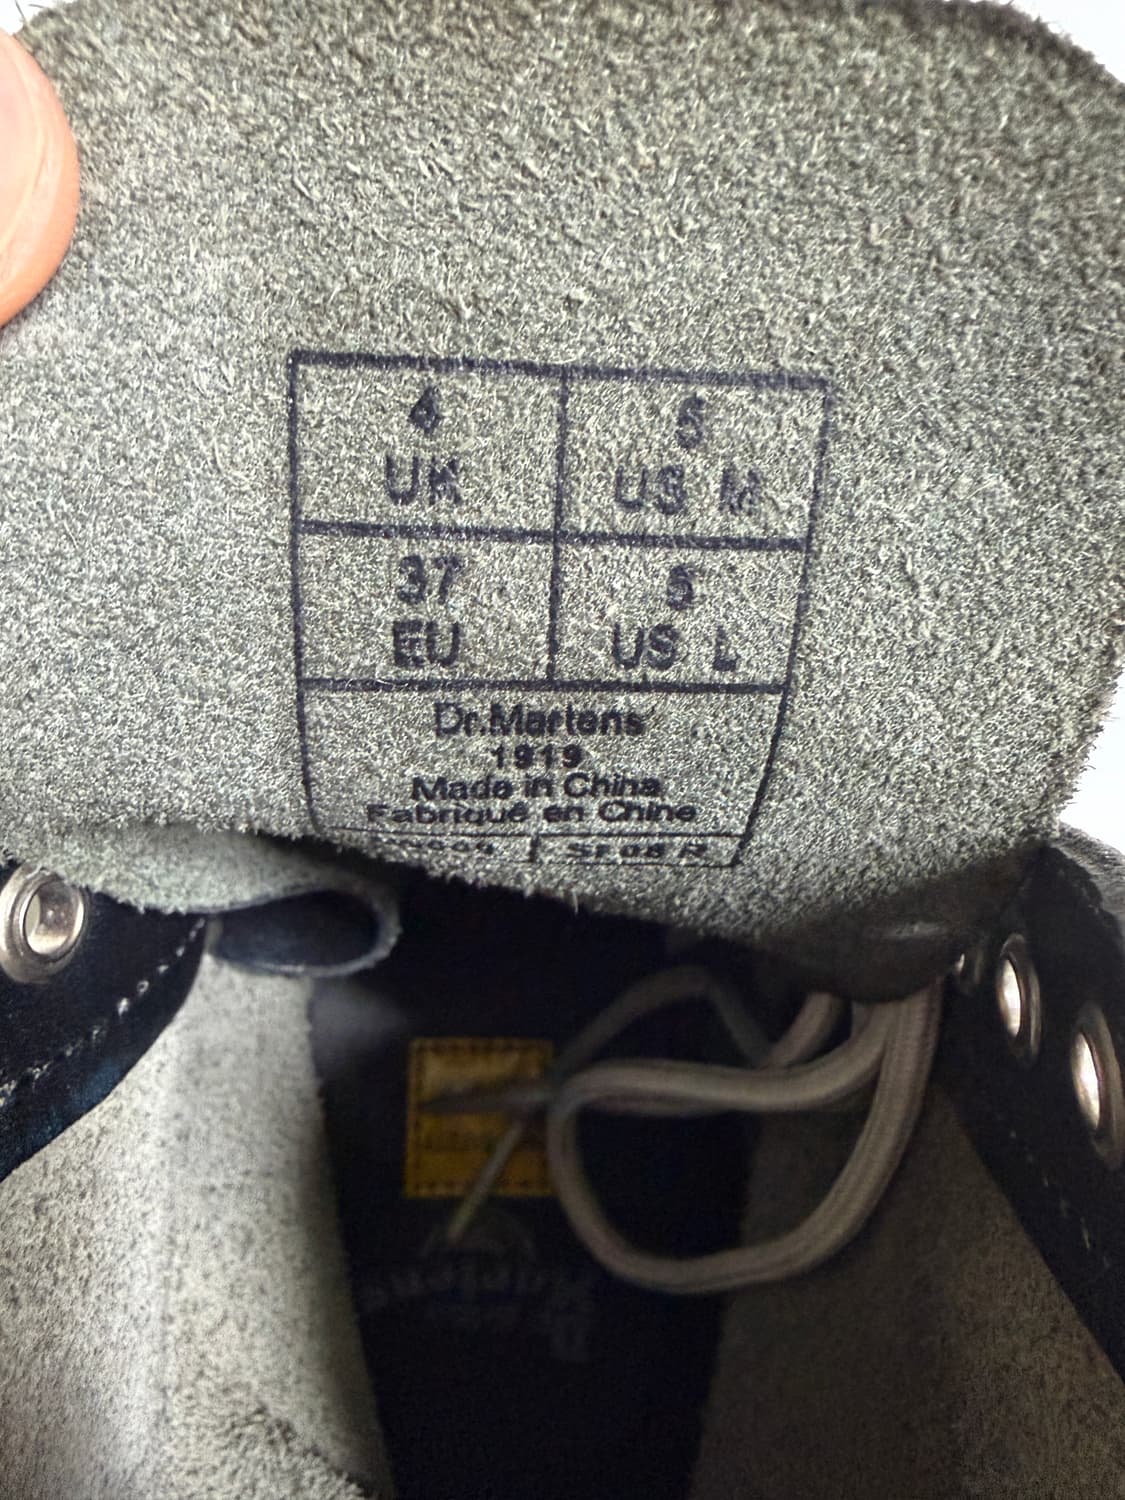 4
UK
5
US M
37
EU
6
US L
Dr.Martens
1919
Made in China
Fabriqué en Chine